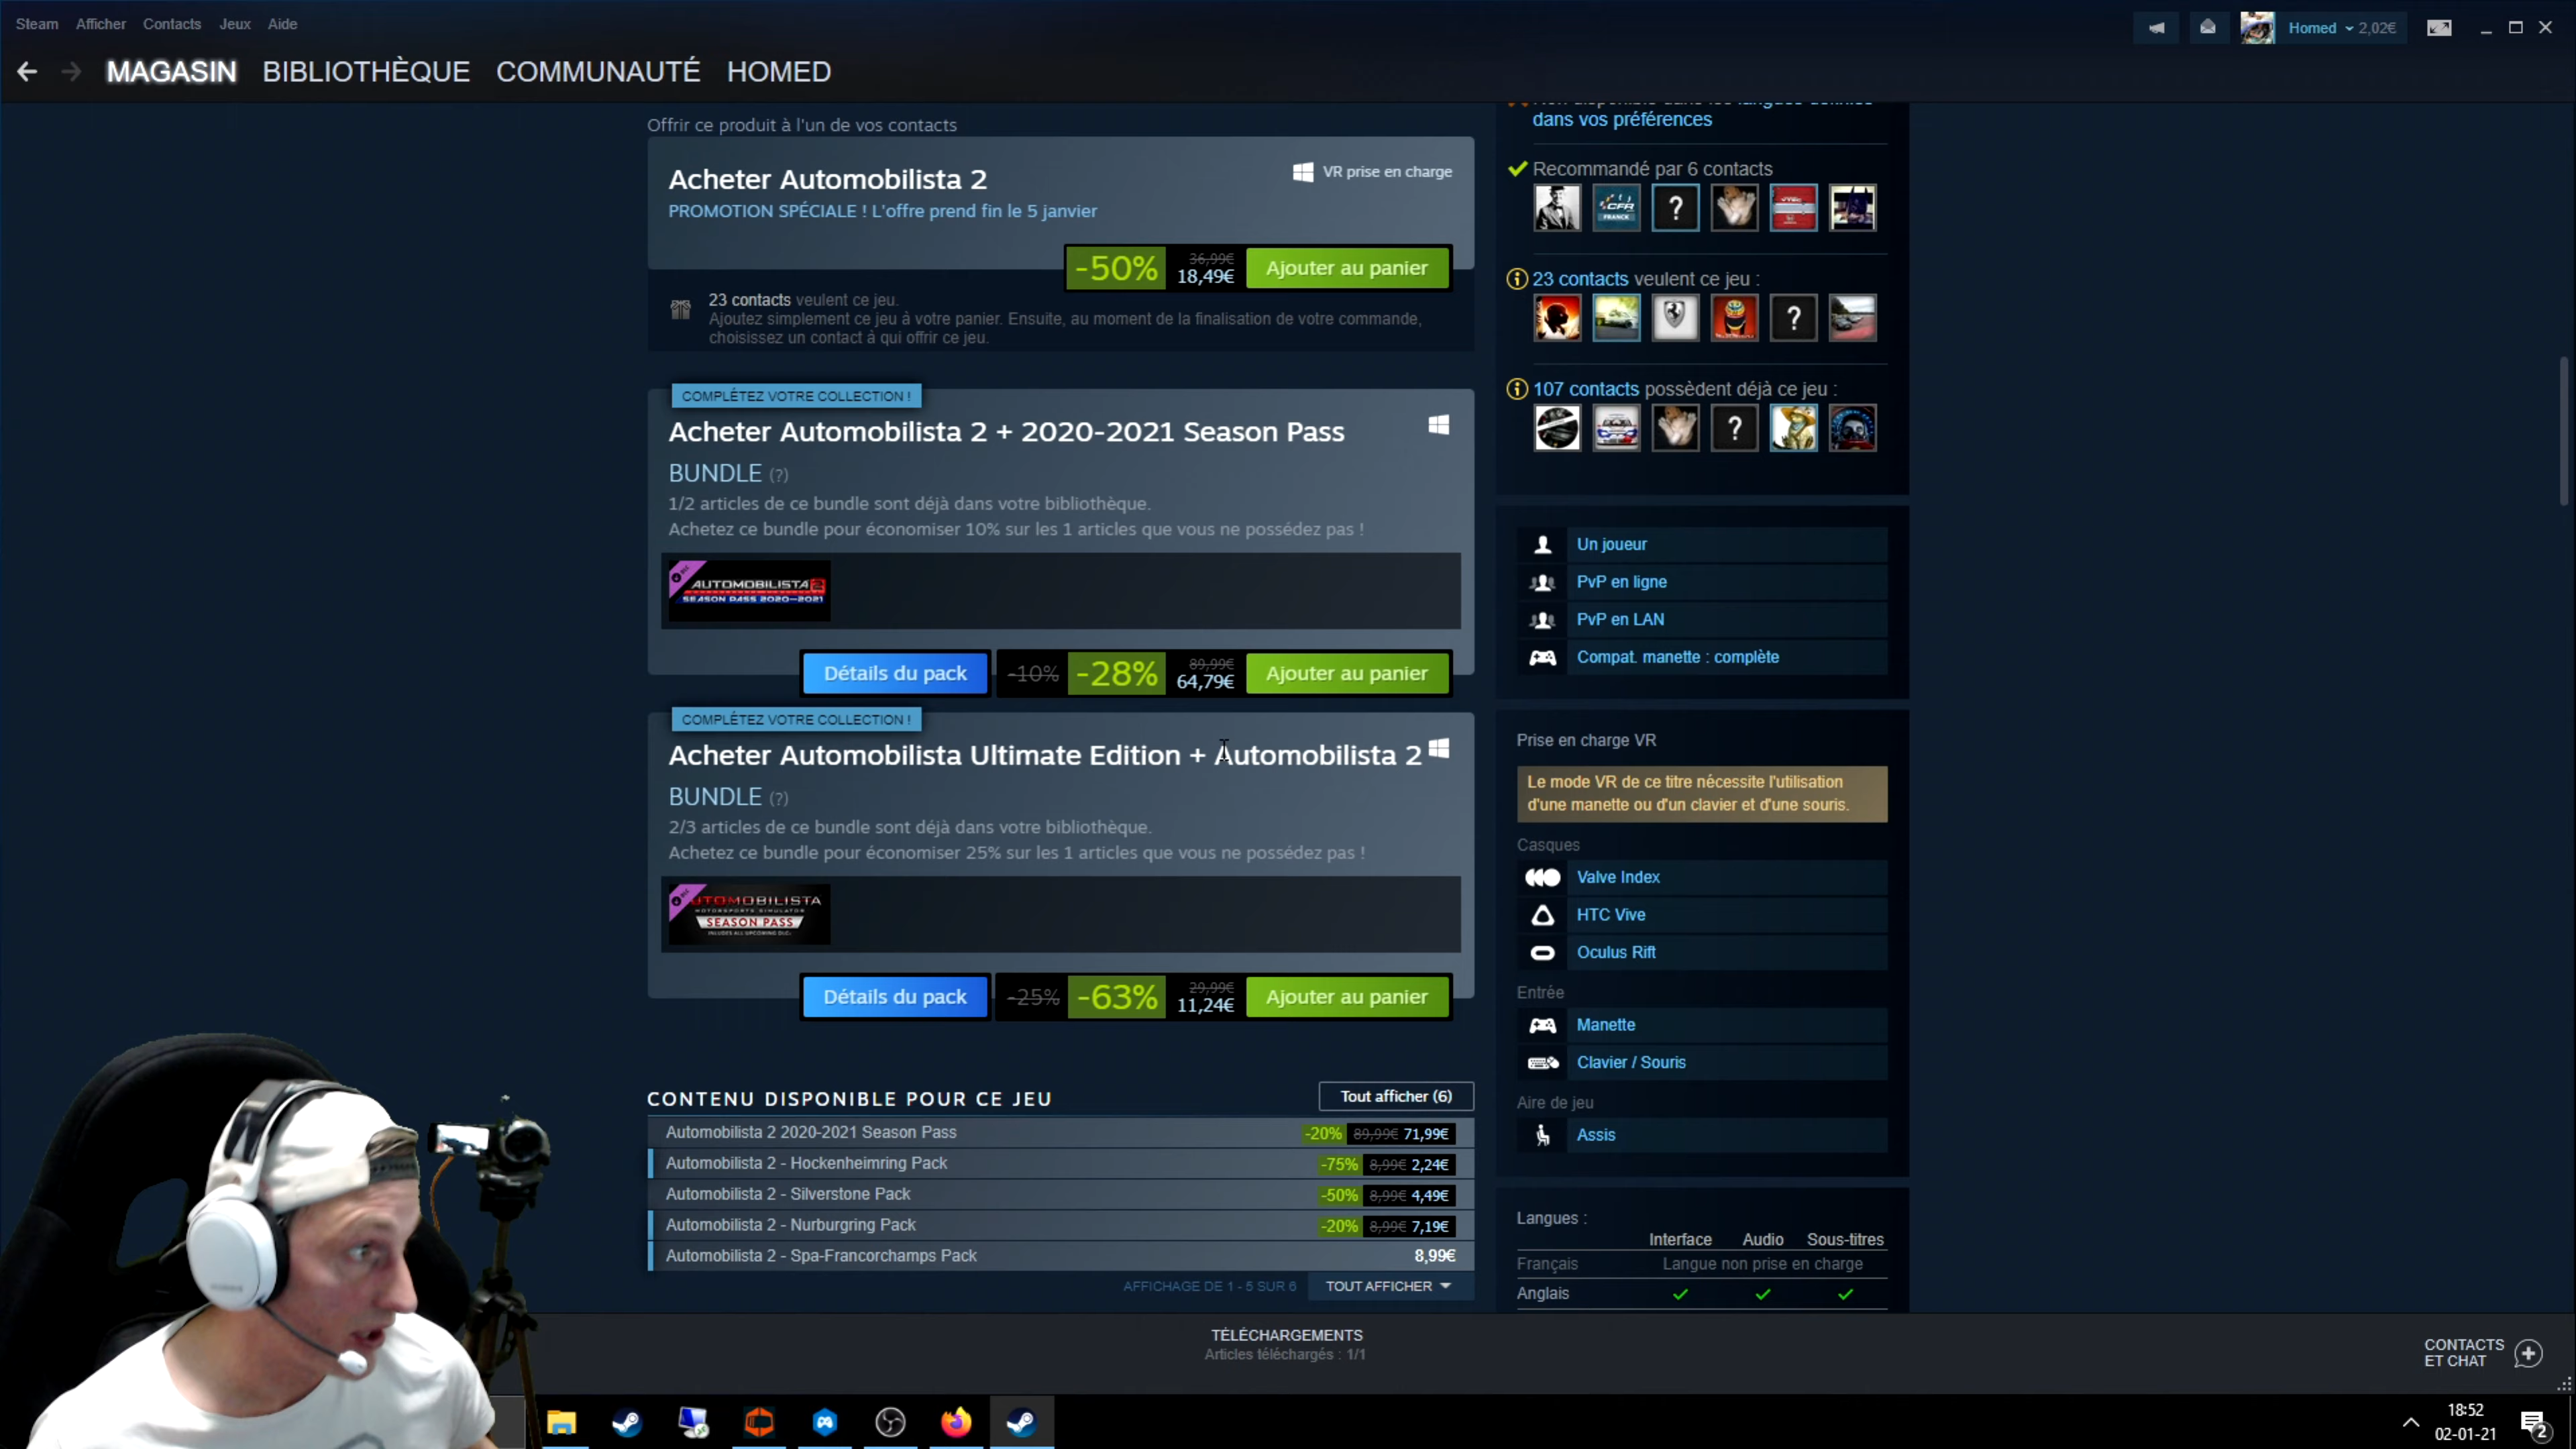 Steam Afficher Contacts Jeux Aide
Homed 2,02€
MAGASIN BIBLIOTHÈQUE COMMUNAUTÉ HOMED
Offrir ce produit à l'un de vos contacts
Acheter Automobilista 2
VR prise en charge
PROMOTION SPÉCIALE ! L'offre prend fin le 5 janvier
-50% 36,99€ 18,49€ Ajouter au panier
23 contacts veulent ce jeu.
Ajoutez simplement ce jeu à votre panier. Ensuite, au moment de la finalisation de votre commande,
choisissez un contact à qui offrir ce jeu.
COMPLÉTEZ VOTRE COLLECTION !
Acheter Automobilista 2 + 2020-2021 Season Pass
BUNDLE (?)
1/2 articles de ce bundle sont déjà dans votre bibliothèque.
Achetez ce bundle pour économiser 10% sur les 1 articles que vous ne possédez pas !
AUTOMOBILISTA 2
SEASON PASS 2020-2021
Détails du pack -10% -28% 89,99€ 64,79€ Ajouter au panier
COMPLÉTEZ VOTRE COLLECTION !
Acheter Automobilista Ultimate Edition + Automobilista 2
BUNDLE (?)
2/3 articles de ce bundle sont déjà dans votre bibliothèque.
Achetez ce bundle pour économiser 25% sur les 1 articles que vous ne possédez pas !
AUTOMOBILISTA
MOTORSPORTS SIMULATOR
SEASON PASS
Détails du pack -25% -63% 29,99€ 11,24€ Ajouter au panier
CONTENU DISPONIBLE POUR CE JEU
Tout afficher (6)
Automobilista 2 2020-2021 Season Pass -20% 89,99€ 71,99€
Automobilista 2 - Hockenheimring Pack -75% 8,99€ 2,24€
Automobilista 2 - Silverstone Pack -50% 8,99€ 4,49€
Automobilista 2 - Nurburgring Pack -20% 8,99€ 7,19€
Automobilista 2 - Spa-Francorchamps Pack 8,99€
AFFICHAGE DE 1 - 5 SUR 6 TOUT AFFICHER
dans vos préférences
Recommandé par 6 contacts
CFR
FRANCK
?
23 contacts veulent ce jeu :
?
107 contacts possèdent déjà ce jeu :
?
Un joueur
PvP en ligne
PvP en LAN
Compat. manette : complète
Prise en charge VR
Le mode VR de ce titre nécessite l'utilisation
d'une manette ou d'un clavier et d'une souris.
Casques
Valve Index
HTC Vive
Oculus Rift
Entrée
Manette
Clavier / Souris
Aire de jeu
Assis
Langues :
Interface Audio Sous-titres
Français Langue non prise en charge
Anglais
TÉLÉCHARGEMENTS
Articles téléchargés : 1/1
CONTACTS
ET CHAT
18:52
02-01-21
2